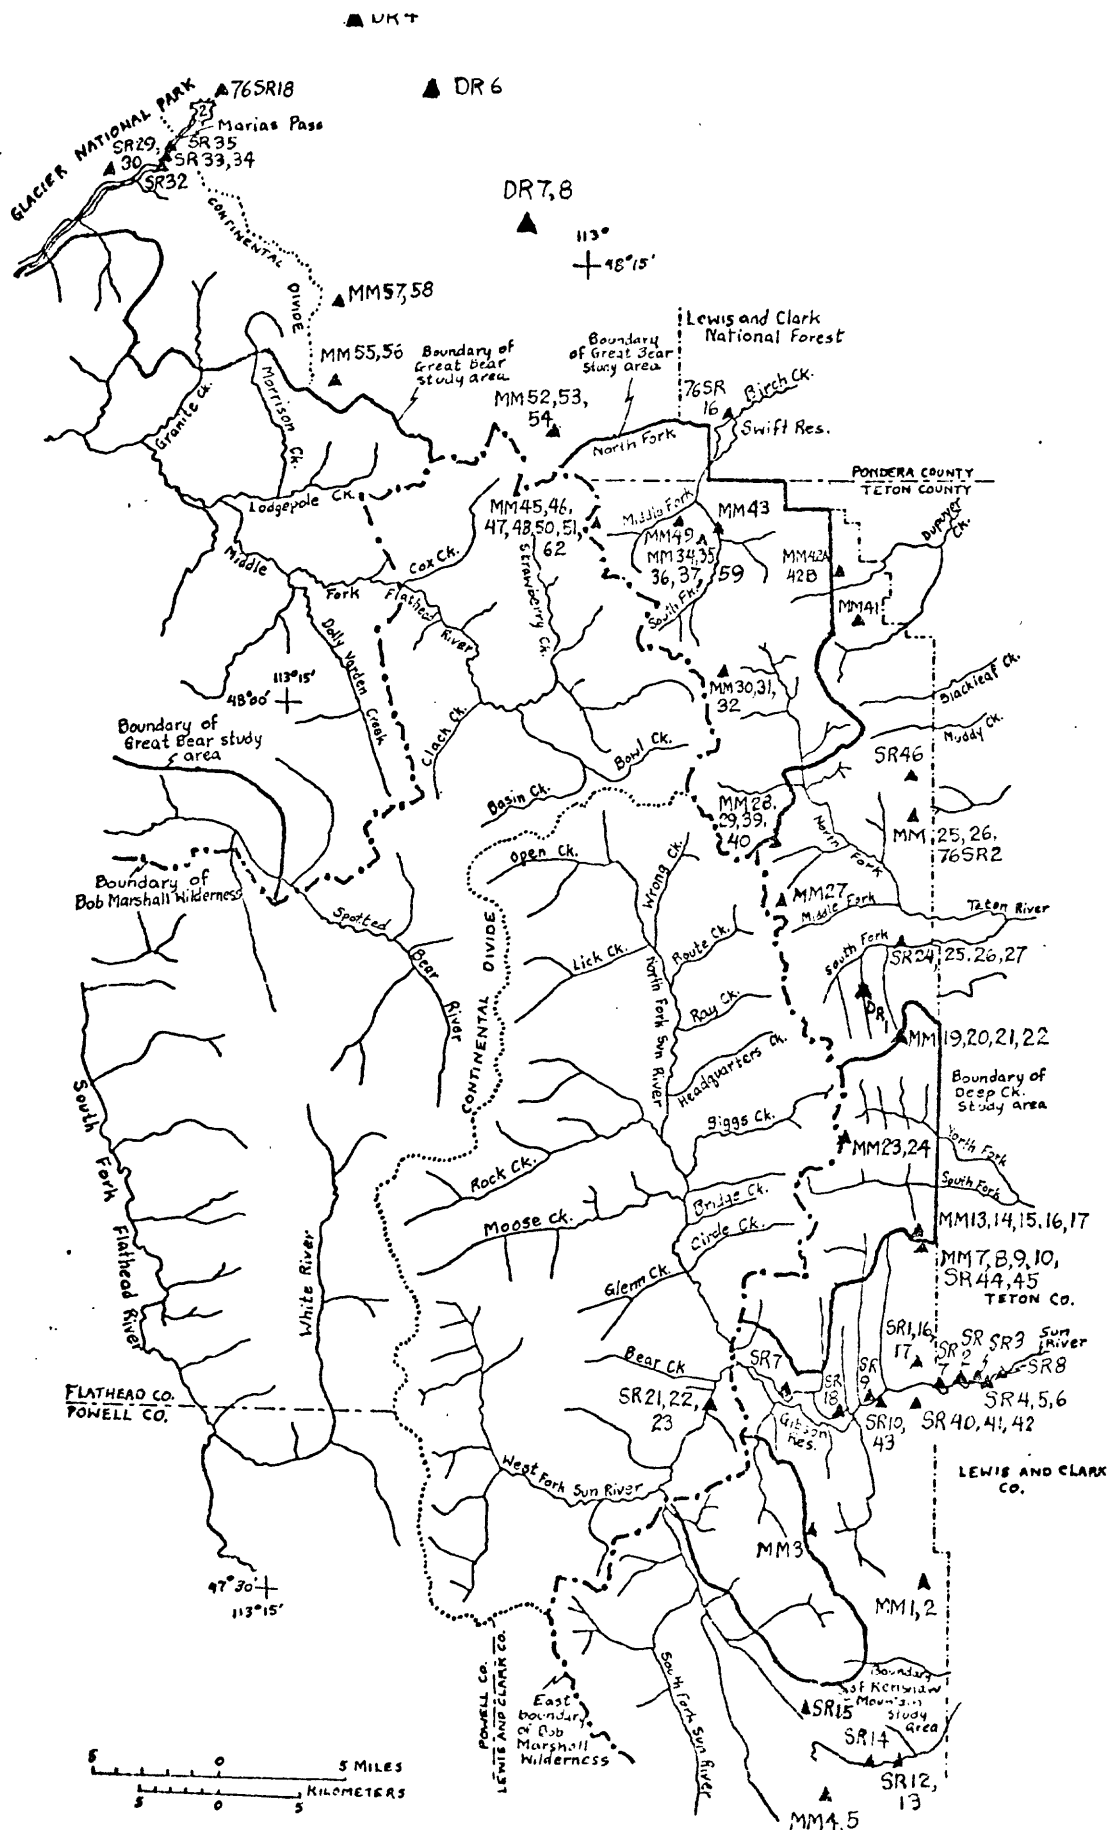 DR4
76SR18
DR6
GLACIER NATIONAL PARK
2
Marias Pass
SR29,
30
SR35
SR33,34
SR32
DR7,8
113°
48°15'
CONTINENTAL
DIVIDE
MM57,58
MM55,56
Boundary of
Great Bear
study area
Boundary
of Great Bear
Study area
Lewis and Clark
National Forest
MM52,53,
54
76SR
16
Birch Ck.
Swift Res.
North Fork
Granite Ck.
Morrison
Ck.
Lodgepole Ck.
PONDERA COUNTY
TETON COUNTY
MM45,46,
47,48,50,51,
62
Middle Fork
MM43
MM49
MM34,35
36,37,
59
South Fk.
MM42A
42B
Dupuyer
Ck.
MM41
Middle
Fork
Flathead
River
Cox Ck.
Strawberry Ck.
Dolly Varden
Creek
113°15'
48°00'
MM30,31,
32
Blackleaf Ck.
Muddy Ck.
Boundary of
Great Bear study
area
Clack Ck.
Bowl Ck.
Basin Ck.
SR46
MM28,
29,39,
40
MM 25,26,
76SR2
North
Fork
Open Ck.
Wrong Ck.
Boundary of
Bob Marshall Wilderness
MM27
Middle Fork
Teton River
Spotted
Bear
River
CONTINENTAL DIVIDE
Lick Ck.
Route Ck.
South Fork
SR24,25,26,27
North Fork Sun River
Ray Ck.
DR1
MM19,20,21,22
Headquarters Ck.
Boundary of
Deep Ck.
Study area
South
Fork
Flathead
River
Biggs Ck.
MM23,24
North Fork
South Fork
Rock Ck.
Bridge Ck.
Moose Ck.
Circle Ck.
MM13,14,15,16,17
MM7,8,9,10,
SR44,45
TETON CO.
White River
Glenn Ck.
SR1,16,
17
SR
7
SR
2
SR3
Sun
River
SR8
Bear Ck
SR7
SR
18
SR
9
SR4,5,6
FLATHEAD CO.
POWELL CO.
SR21,22,
23
Gibson
Res.
SR10,
43
SR40,41,42
West Fork Sun River
LEWIS AND CLARK
CO.
MM3
47°30'
113°15'
MM1,2
POWELL CO.
LEWIS AND CLARK CO.
East
boundary
of Bob
Marshall
Wilderness
South Fork Sun River
Boundary
of Renshaw
Mountain
Study
Area
SR15
SR14
SR12,
13
5 0 5 MILES
5 0 5 KILOMETERS
MM4,5